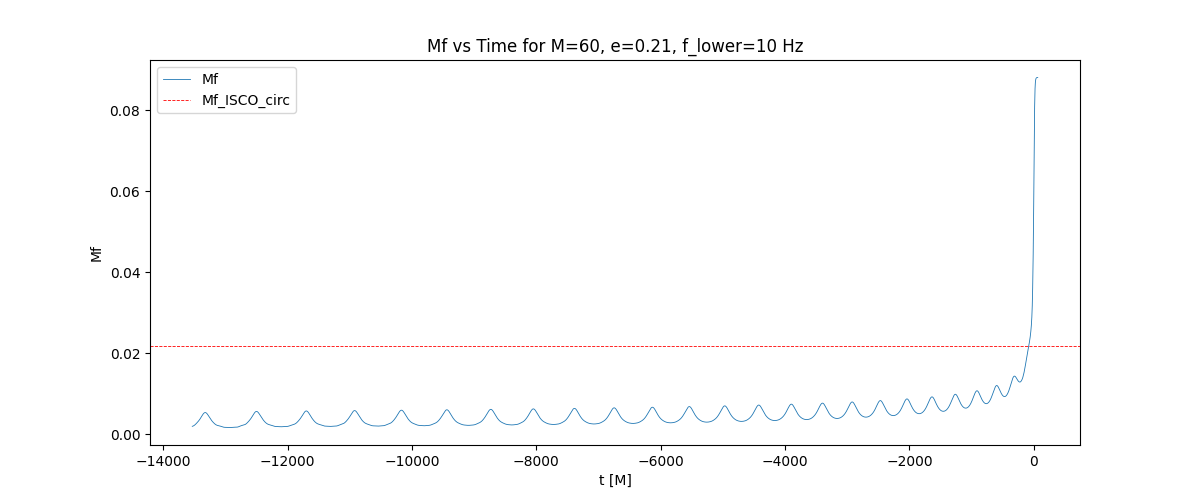 Mf vs Time for M=60, e=0.21, f_lower=10 Hz
Mf
Mf_ISCO_circ
0.08
0.06
0.04
0.02
0.00
Mf
−14000
−12000
−10000
−8000
−6000
−4000
−2000
0
t [M]